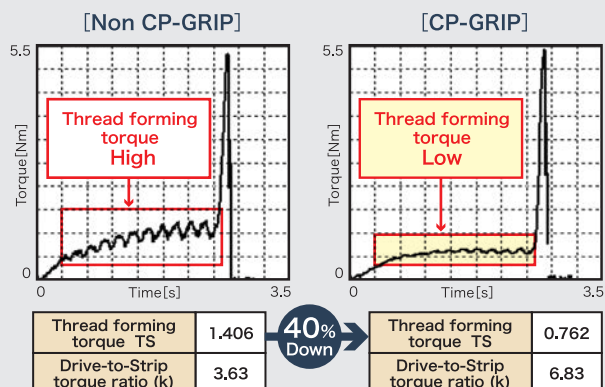 [Non CP-GRIP]
5.5
Torque[Nm]
Thread forming
torque
High
0
0
Time[s]
3.5
Thread forming
torque TS
1.406
Drive-to-Strip
torque ratio (k)
3.63
40%
Down
[CP-GRIP]
5.5
Torque[Nm]
Thread forming
torque
Low
0
0
Time[s]
3.5
Thread forming
torque TS
0.762
Drive-to-Strip
torque ratio (k)
6.83